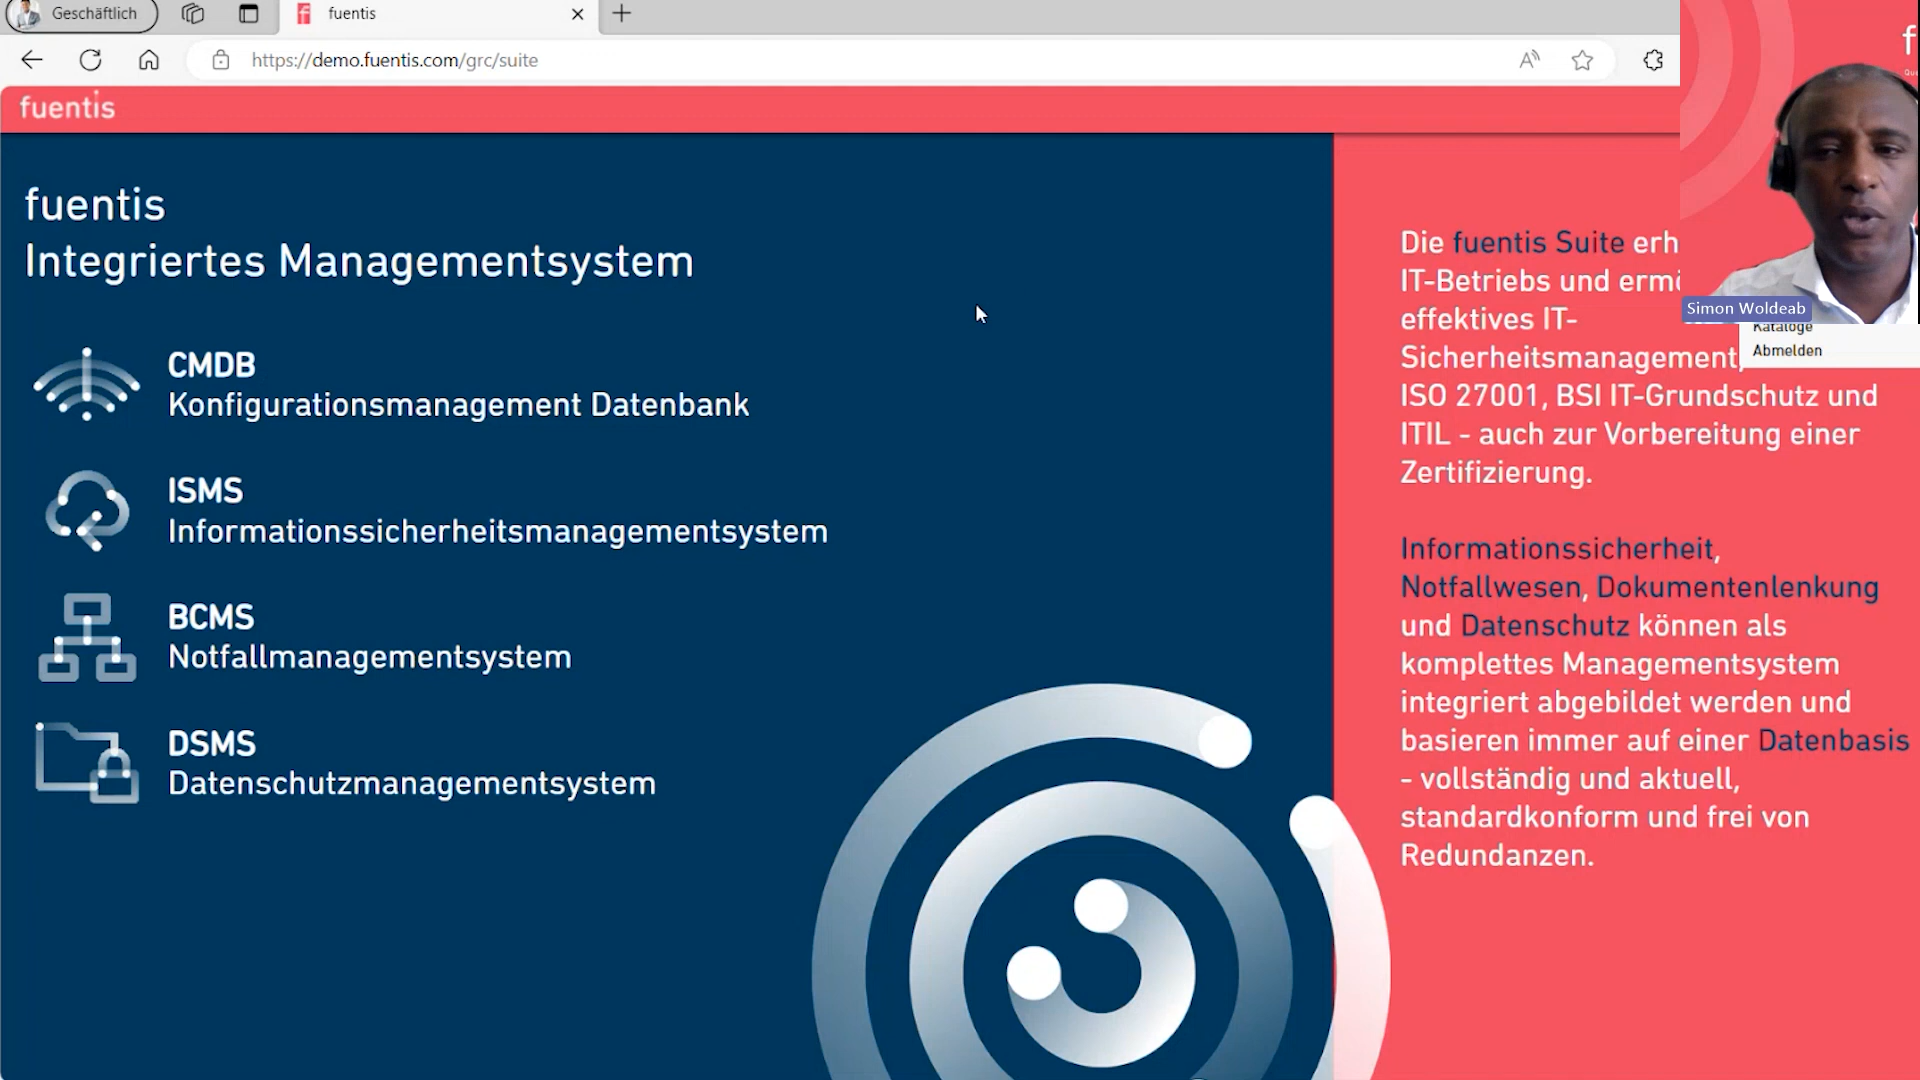 Geschäftlich
fuentis
https://demo.fuentis.com/grc/suite
fuentis
fuentis
Integriertes Managementsystem
CMDB
Konfigurationsmanagement Datenbank
ISMS
Informationssicherheitsmanagementsystem
BCMS
Notfallmanagementsystem
DSMS
Datenschutzmanagementsystem
Die fuentis Suite erh
IT-Betriebs und ermö
effektives IT-
Sicherheitsmanagement,
ISO 27001, BSI IT-Grundschutz und
ITIL - auch zur Vorbereitung einer
Zertifizierung.
Informationssicherheit,
Notfallwesen, Dokumentenlenkung
und Datenschutz können als
komplettes Managementsystem
integriert abgebildet werden und
basieren immer auf einer Datenbasis
- vollständig und aktuell,
standardkonform und frei von
Redundanzen.
f
Simon Woldeab
Kataloge
Abmelden